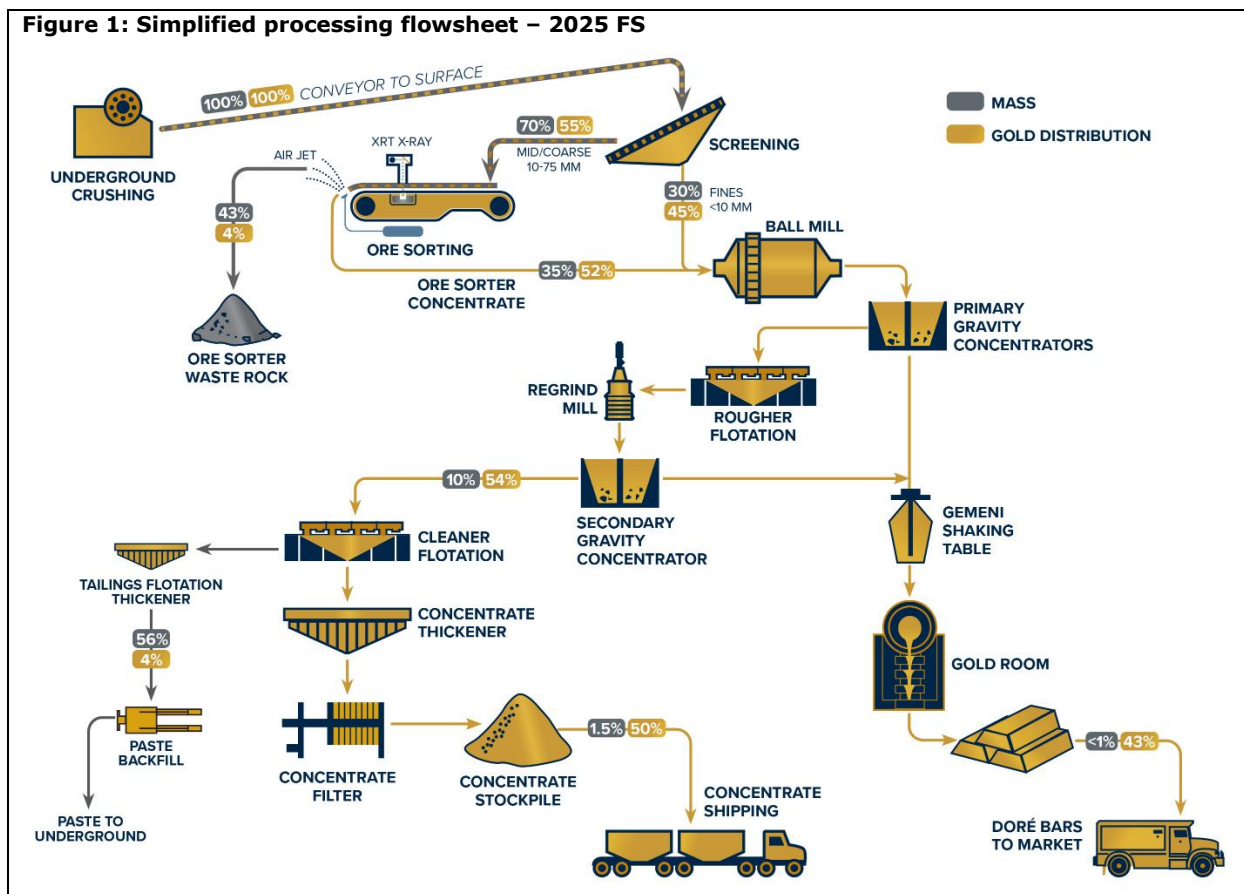 Figure 1: Simplified processing flowsheet – 2025 FS
100% 100% CONVEYOR TO SURFACE
MASS
GOLD DISTRIBUTION
UNDERGROUND
CRUSHING
70% 55%
MID/COARSE
10-75 MM
SCREENING
XRT X-RAY
AIR JET
30%
45%
FINES
<10 MM
43%
4%
ORE SORTING
BALL MILL
35% 52%
ORE SORTER
CONCENTRATE
ORE SORTER
WASTE ROCK
PRIMARY
GRAVITY
CONCENTRATORS
REGRIND
MILL
ROUGHER
FLOTATION
10% 54%
SECONDARY
GRAVITY
CONCENTRATOR
GEMENI
SHAKING
TABLE
CLEANER
FLOTATION
TAILINGS FLOTATION
THICKENER
CONCENTRATE
THICKENER
56%
4%
GOLD ROOM
PASTE
BACKFILL
CONCENTRATE
FILTER
CONCENTRATE
STOCKPILE
1.5% 50%
<1% 43%
CONCENTRATE
SHIPPING
PASTE TO
UNDERGROUND
DORÉ BARS
TO MARKET